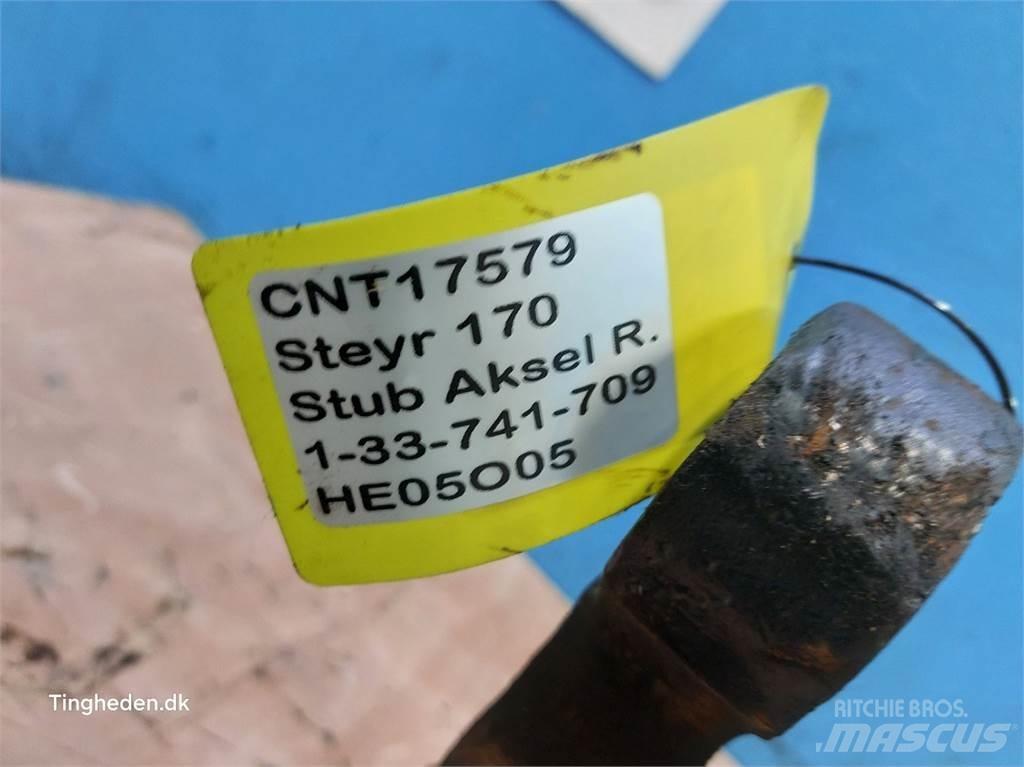 CNT17579
Steyr 170
Stub Aksel R.
1-33-741-709
HE05O05
Tingheden.dk
RITCHIE BROS.
MASCUS